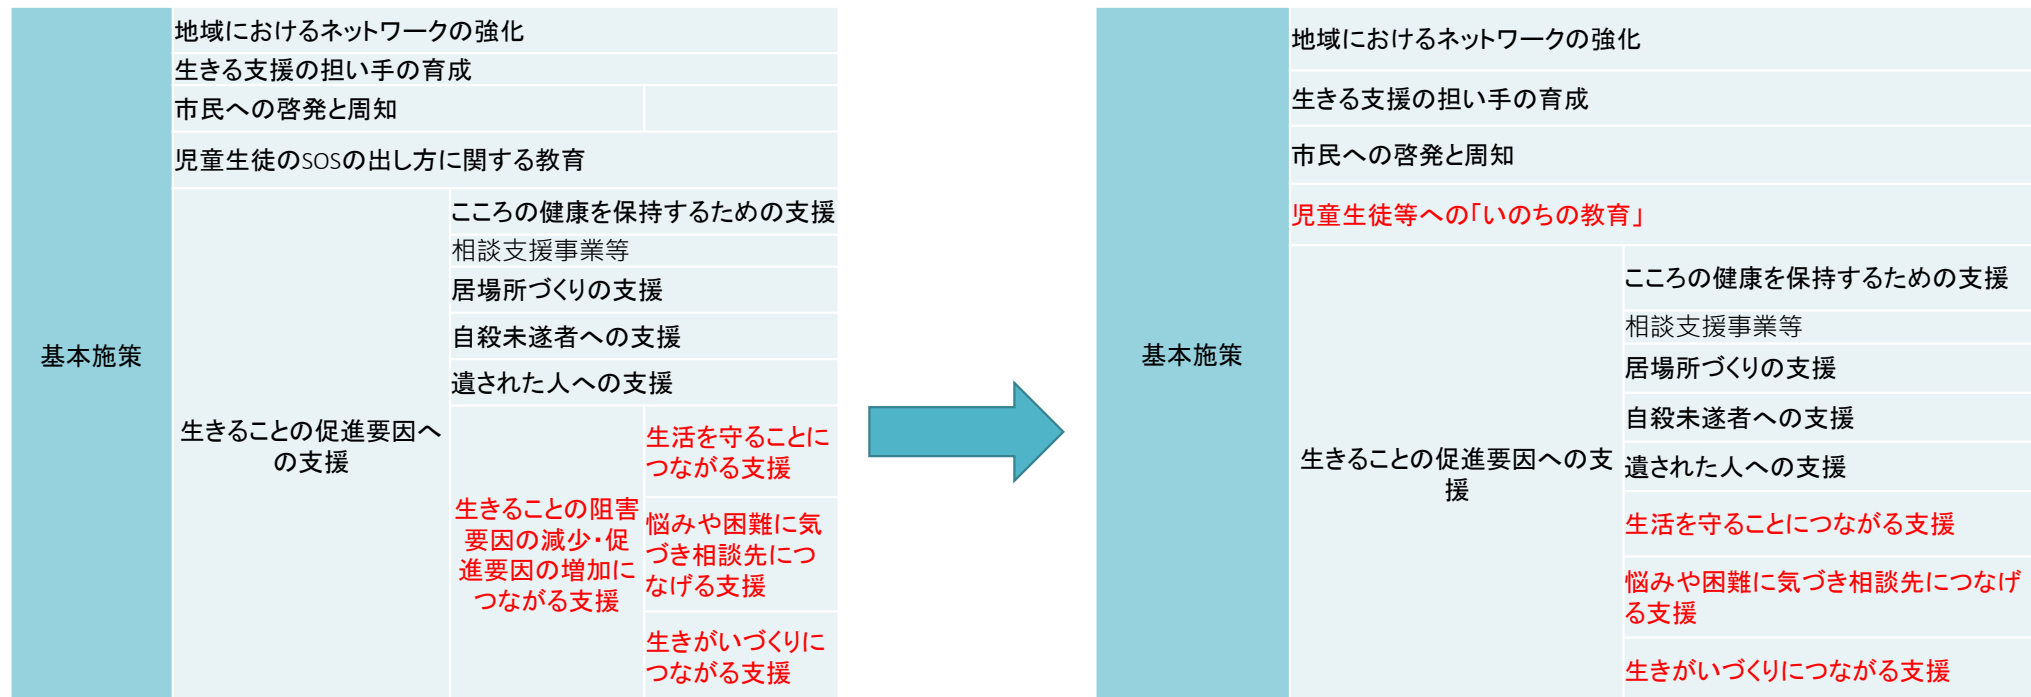 基本施策
地域におけるネットワークの強化
生きる支援の担い手の育成
市民への啓発と周知
児童生徒のSOSの出し方に関する教育
生きることの促進要因へ
の支援
こころの健康を保持するための支援
相談支援事業等
居場所づくりの支援
自殺未遂者への支援
遺された人への支援
生きることの阻害
要因の減少・促
進要因の増加に
つながる支援
生活を守ることに
つながる支援
悩みや困難に気
づき相談先につ
なげる支援
生きがいづくりに
つながる支援
基本施策
地域におけるネットワークの強化
生きる支援の担い手の育成
市民への啓発と周知
児童生徒等への「いのちの教育」
生きることの促進要因への支
援
こころの健康を保持するための支援
相談支援事業等
居場所づくりの支援
自殺未遂者への支援
遺された人への支援
生活を守ることにつながる支援
悩みや困難に気づき相談先につなげ
る支援
生きがいづくりにつながる支援